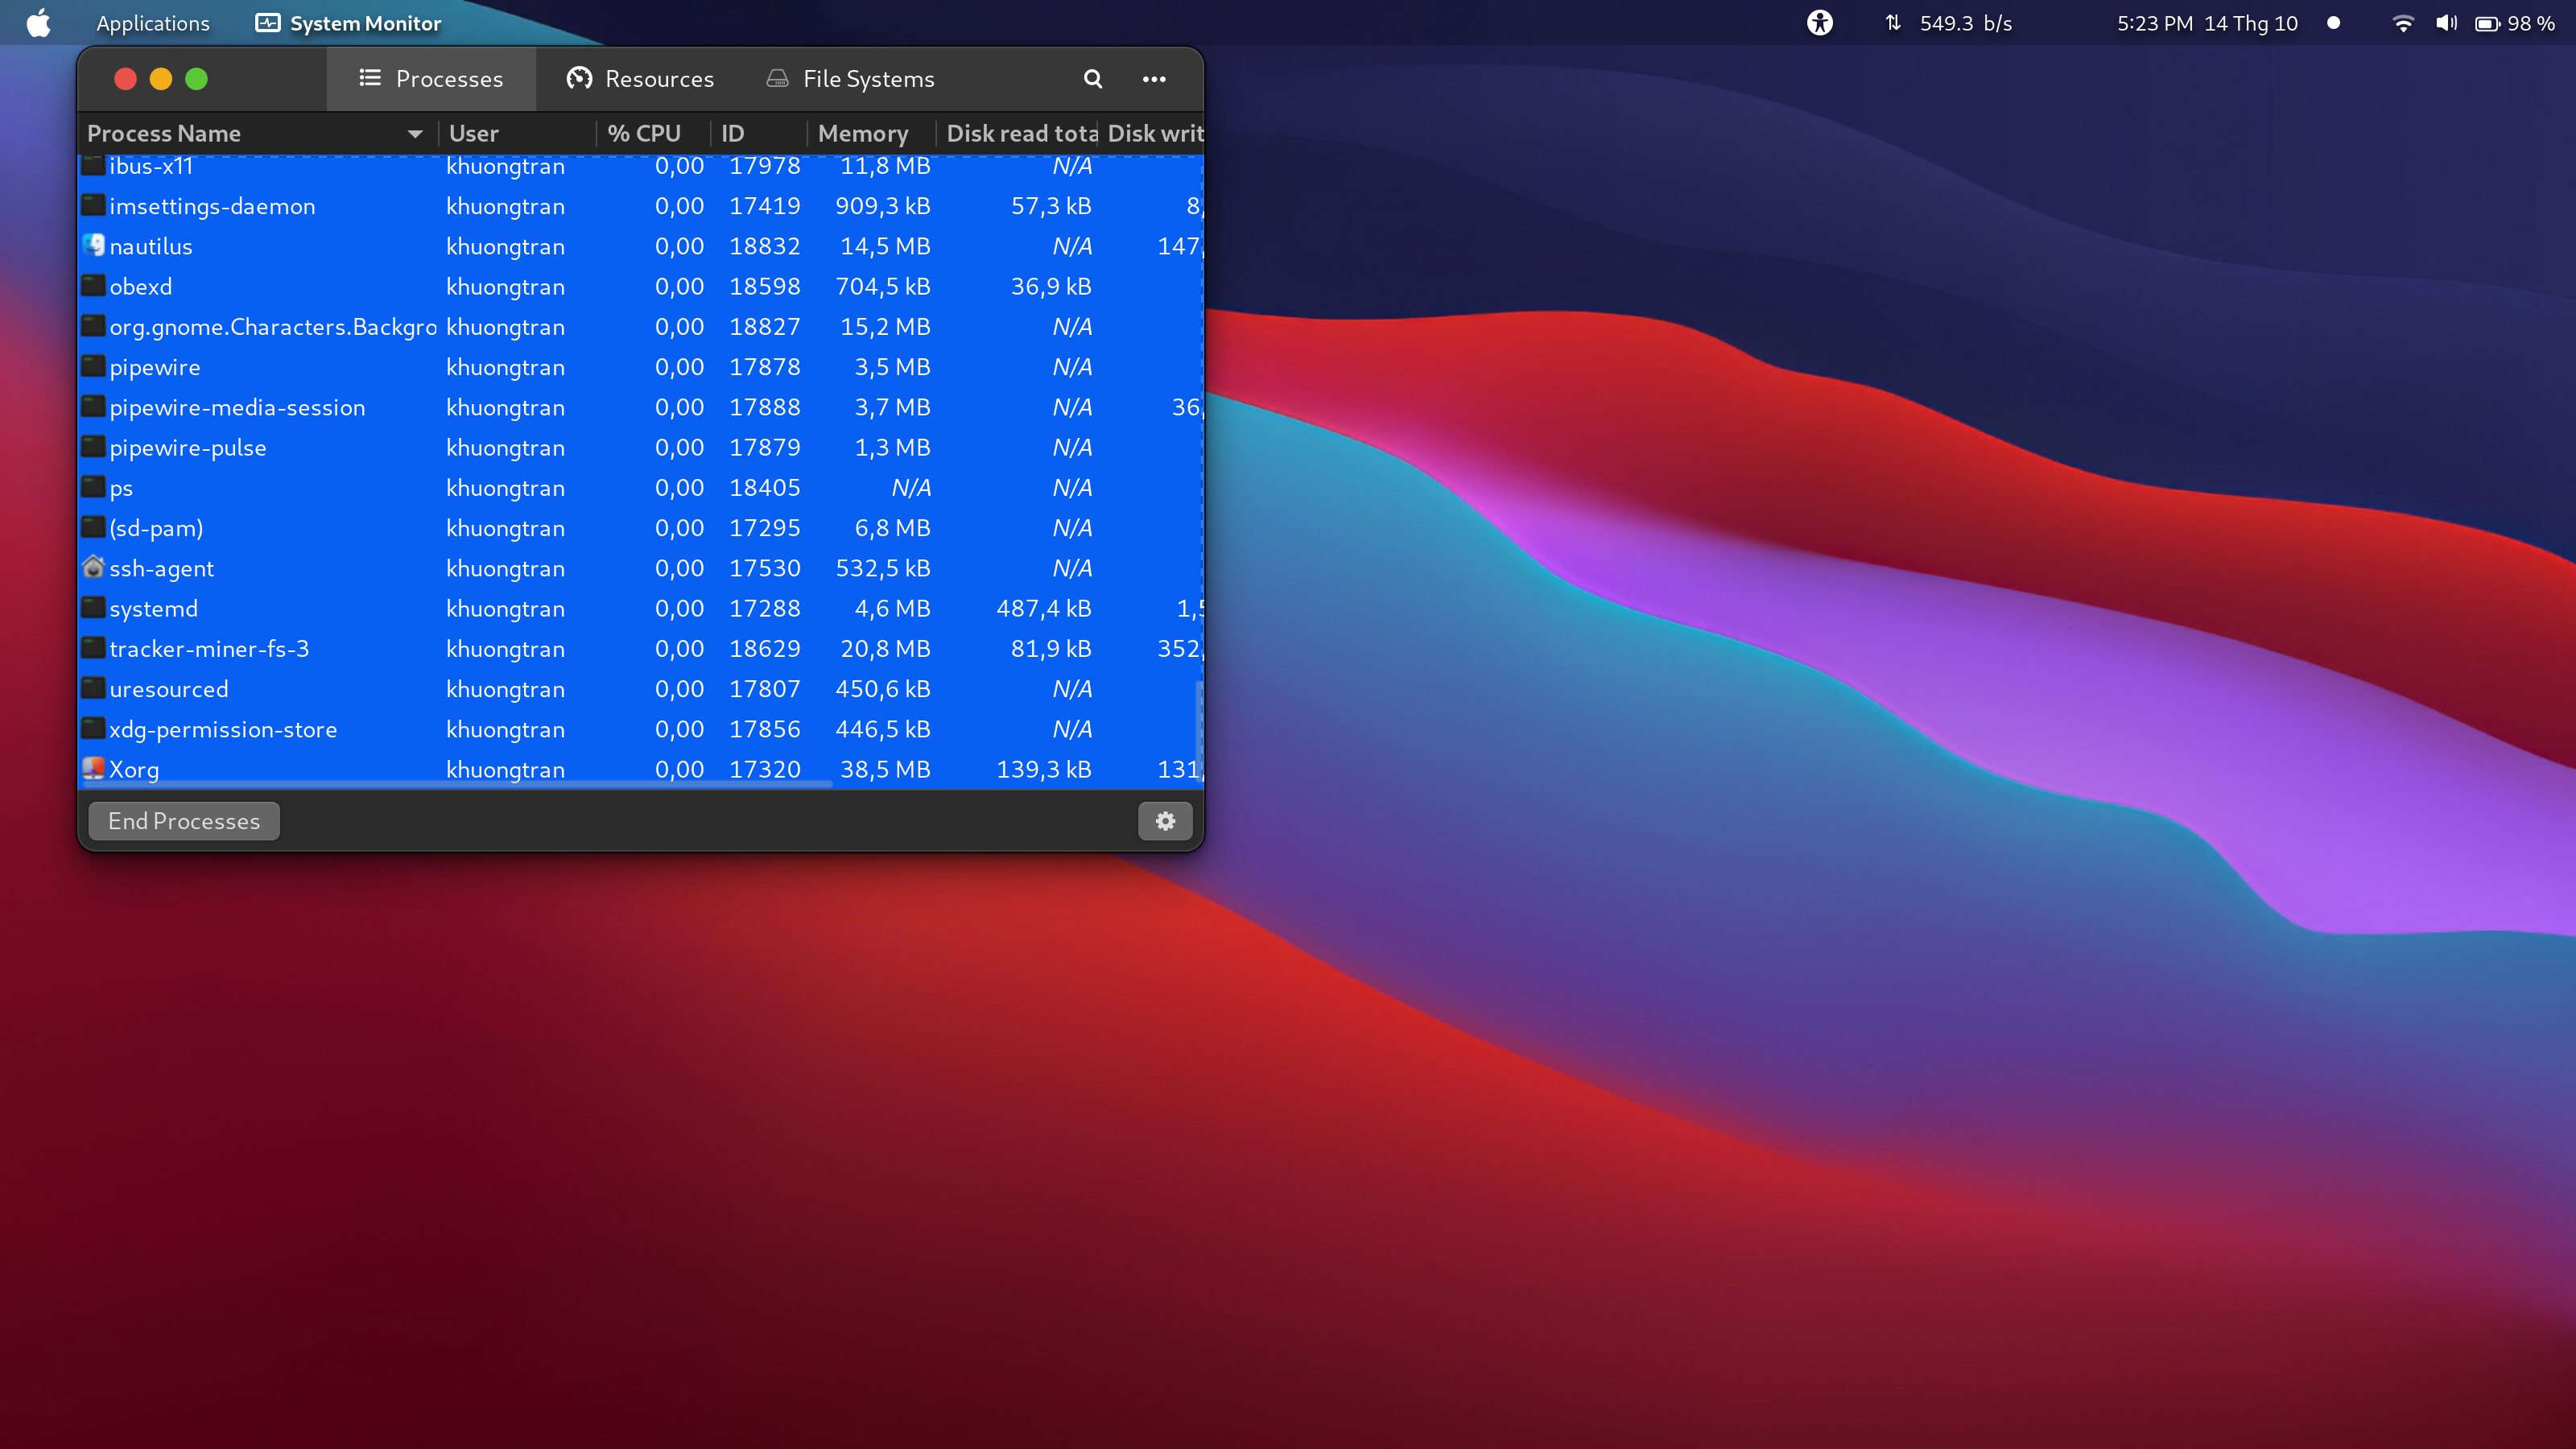 Applications System Monitor 549.3 b/s 5:23 PM 14 Thg 10 98 %
Processes Resources File Systems
Process Name User % CPU ID Memory Disk read tota Disk writ
ibus-x11 khuongtran 0,00 17978 11,8 MB N/A
imsettings-daemon khuongtran 0,00 17419 909,3 kB 57,3 kB 8,
nautilus khuongtran 0,00 18832 14,5 MB N/A 147,
obexd khuongtran 0,00 18598 704,5 kB 36,9 kB
org.gnome.Characters.Backgro khuongtran 0,00 18827 15,2 MB N/A
pipewire khuongtran 0,00 17878 3,5 MB N/A
pipewire-media-session khuongtran 0,00 17888 3,7 MB N/A 36,
pipewire-pulse khuongtran 0,00 17879 1,3 MB N/A
ps khuongtran 0,00 18405 N/A N/A
(sd-pam) khuongtran 0,00 17295 6,8 MB N/A
ssh-agent khuongtran 0,00 17530 532,5 kB N/A
systemd khuongtran 0,00 17288 4,6 MB 487,4 kB 1,5
tracker-miner-fs-3 khuongtran 0,00 18629 20,8 MB 81,9 kB 352,
uresourced khuongtran 0,00 17807 450,6 kB N/A
xdg-permission-store khuongtran 0,00 17856 446,5 kB N/A
Xorg khuongtran 0,00 17320 38,5 MB 139,3 kB 131,
End Processes